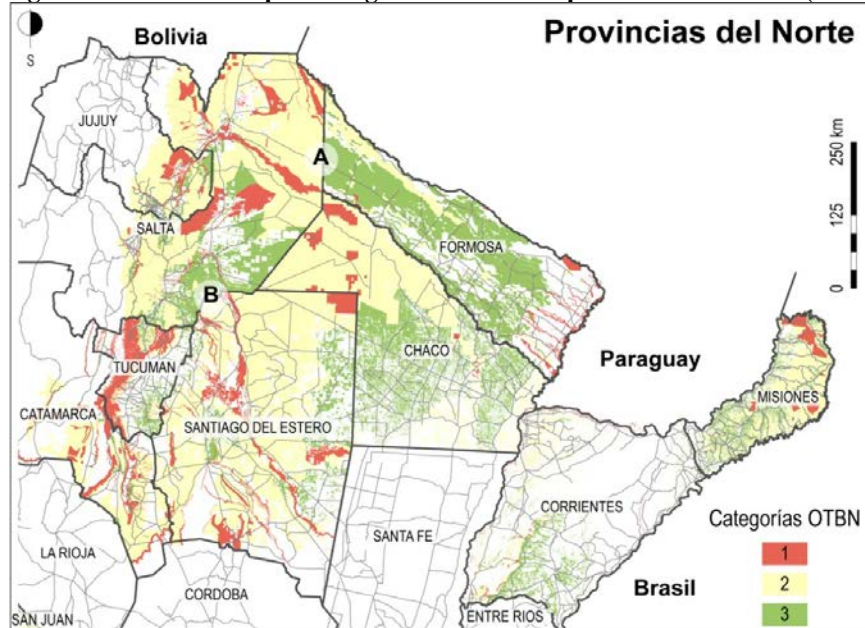 Provincias del Norte
Bolivia
S
JUJUY
250 km
125
0
A
SALTA
FORMOSA
B
CHACO
Paraguay
TUCUMAN
MISIONES
CATAMARCA
SANTIAGO DEL ESTERO
CORRIENTES
SANTA FE
Categorías OTBN
LA RIOJA
1
Brasil
2
CORDOBA
3
SAN JUAN
ENTRE RIOS